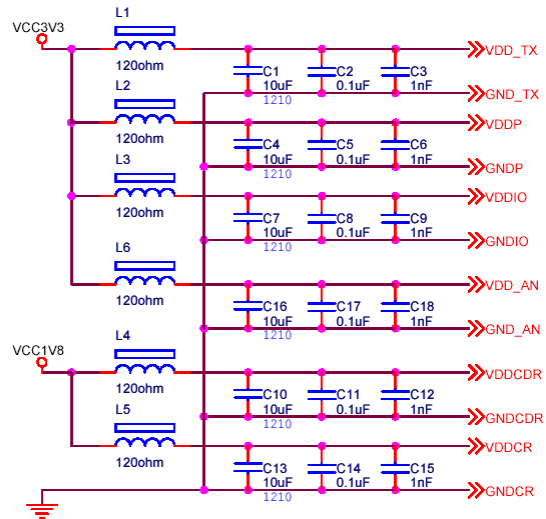 L1
VCC3V3
VDD_TX
120ohm
C1 C2 C3
10uF 0.1uF 1nF
1210
GND_TX
L2
VDDP
120ohm
C4 C5 C6
10uF 0.1uF 1nF
1210
GNDP
L3
VDDIO
120ohm
C7 C8 C9
10uF 0.1uF 1nF
1210
GNDIO
L6
VDD_AN
120ohm
C16 C17 C18
10uF 0.1uF 1nF
1210
GND_AN
L4
VCC1V8
VDDCDR
120ohm
C10 C11 C12
10uF 0.1uF 1nF
1210
GNDCDR
L5
VDDCR
120ohm
C13 C14 C15
10uF 0.1uF 1nF
1210
GNDCR